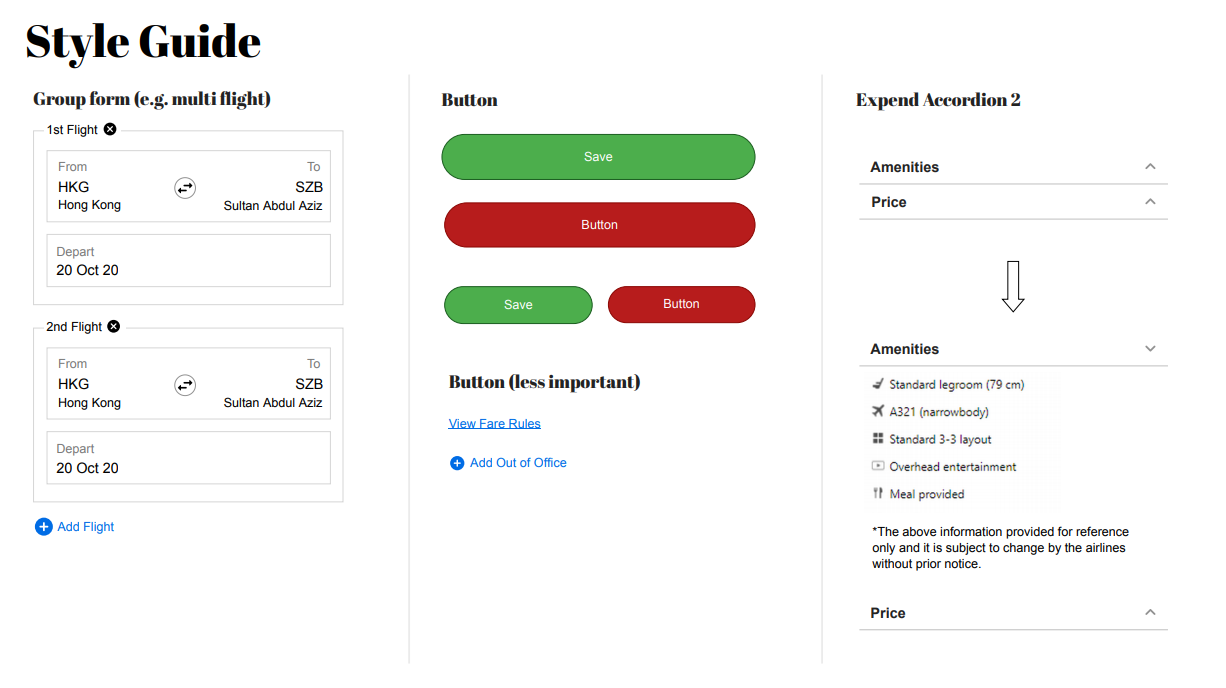 Style Guide
Group form (e.g. multi flight)
1st Flight
From
To
HKG
SZB
Hong Kong
Sultan Abdul Aziz
Depart
20 Oct 20
2nd Flight
From
To
HKG
SZB
Hong Kong
Sultan Abdul Aziz
Depart
20 Oct 20
Add Flight
Button
Save
Button
Save
Button
Button (less important)
View Fare Rules
Add Out of Office
Expend Accordion 2
Amenities
Price
Amenities
Standard legroom (79 cm)
A321 (narrowbody)
Standard 3-3 layout
Overhead entertainment
Meal provided
*The above information provided for reference
only and it is subject to change by the airlines
without prior notice.
Price